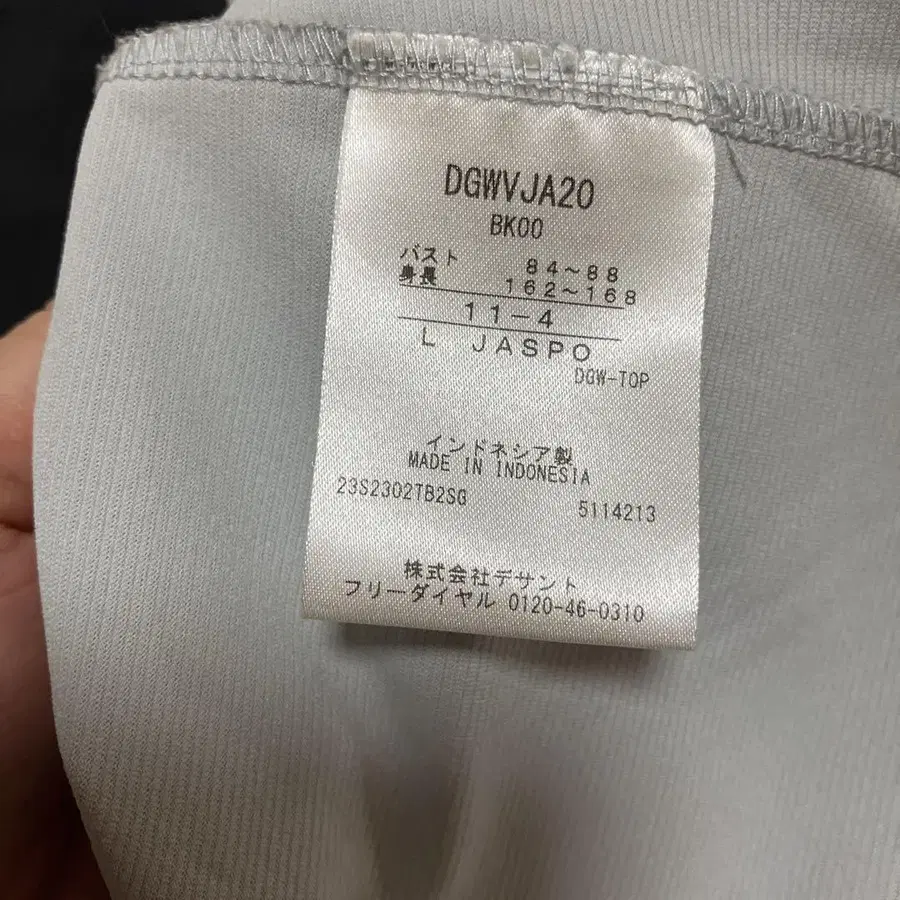 DGWVJA20
BK00
バスト 84～88
身長 162～168
11-4
L JASPO
DGW-TOP
インドネシア製
MADE IN INDONESIA
23S2302TB2SG 5114213
株式会社デサント
フリーダイヤル 0120-46-0310